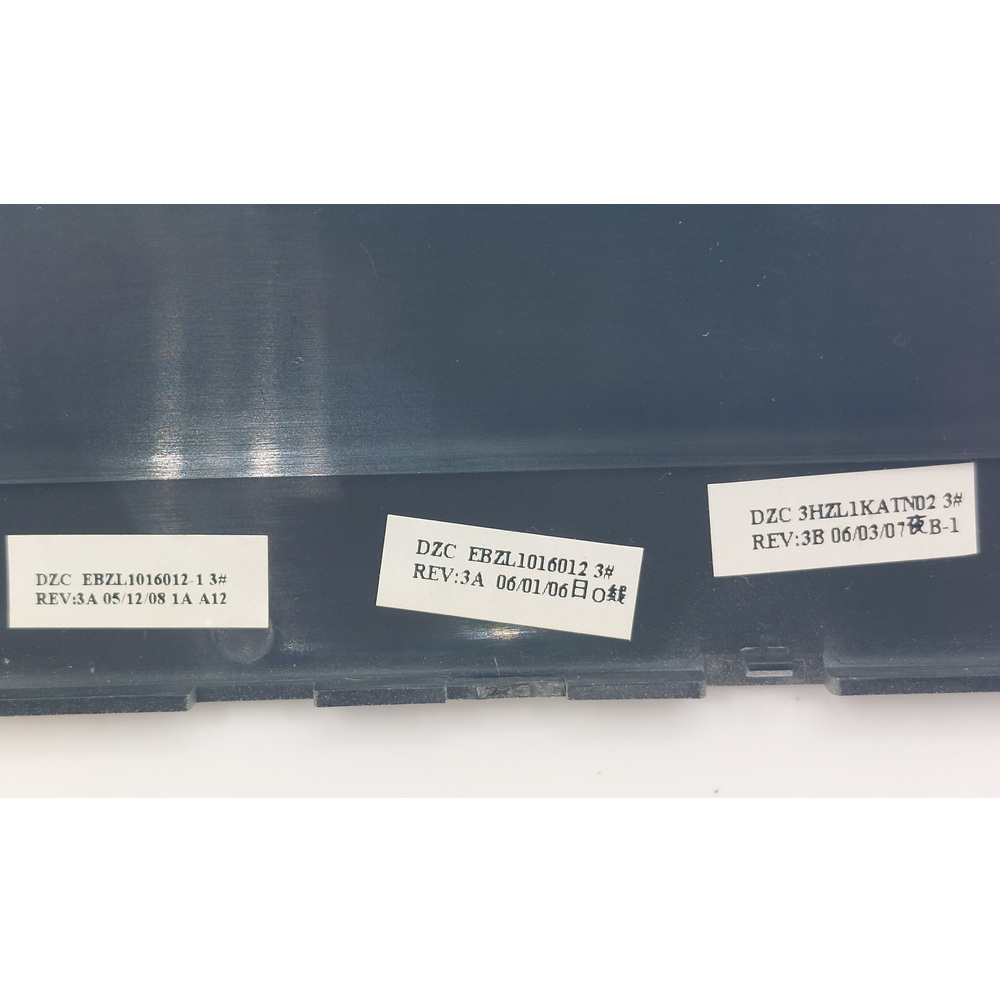 DZC EBZL1016012-1 3#
REV:3A 05/12/08 1A A12
DZC EBZL1016012 3#
REV:3A 06/01/06日O線
DZC 3HZL1KATN02 3#
REV:3B 06/03/07夜B-1